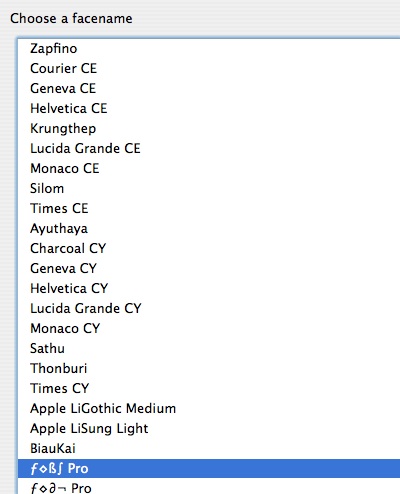 Choose a facename
Zapfino
Courier CE
Geneva CE
Helvetica CE
Krungthep
Lucida Grande CE
Monaco CE
Silom
Times CE
Ayuthaya
Charcoal CY
Geneva CY
Helvetica CY
Lucida Grande CY
Monaco CY
Sathu
Thonburi
Times CY
Apple LiGothic Medium
Apple LiSung Light
BiauKai
ƒ⋄ß∫ Pro
ƒ⋄∂¬ Pro